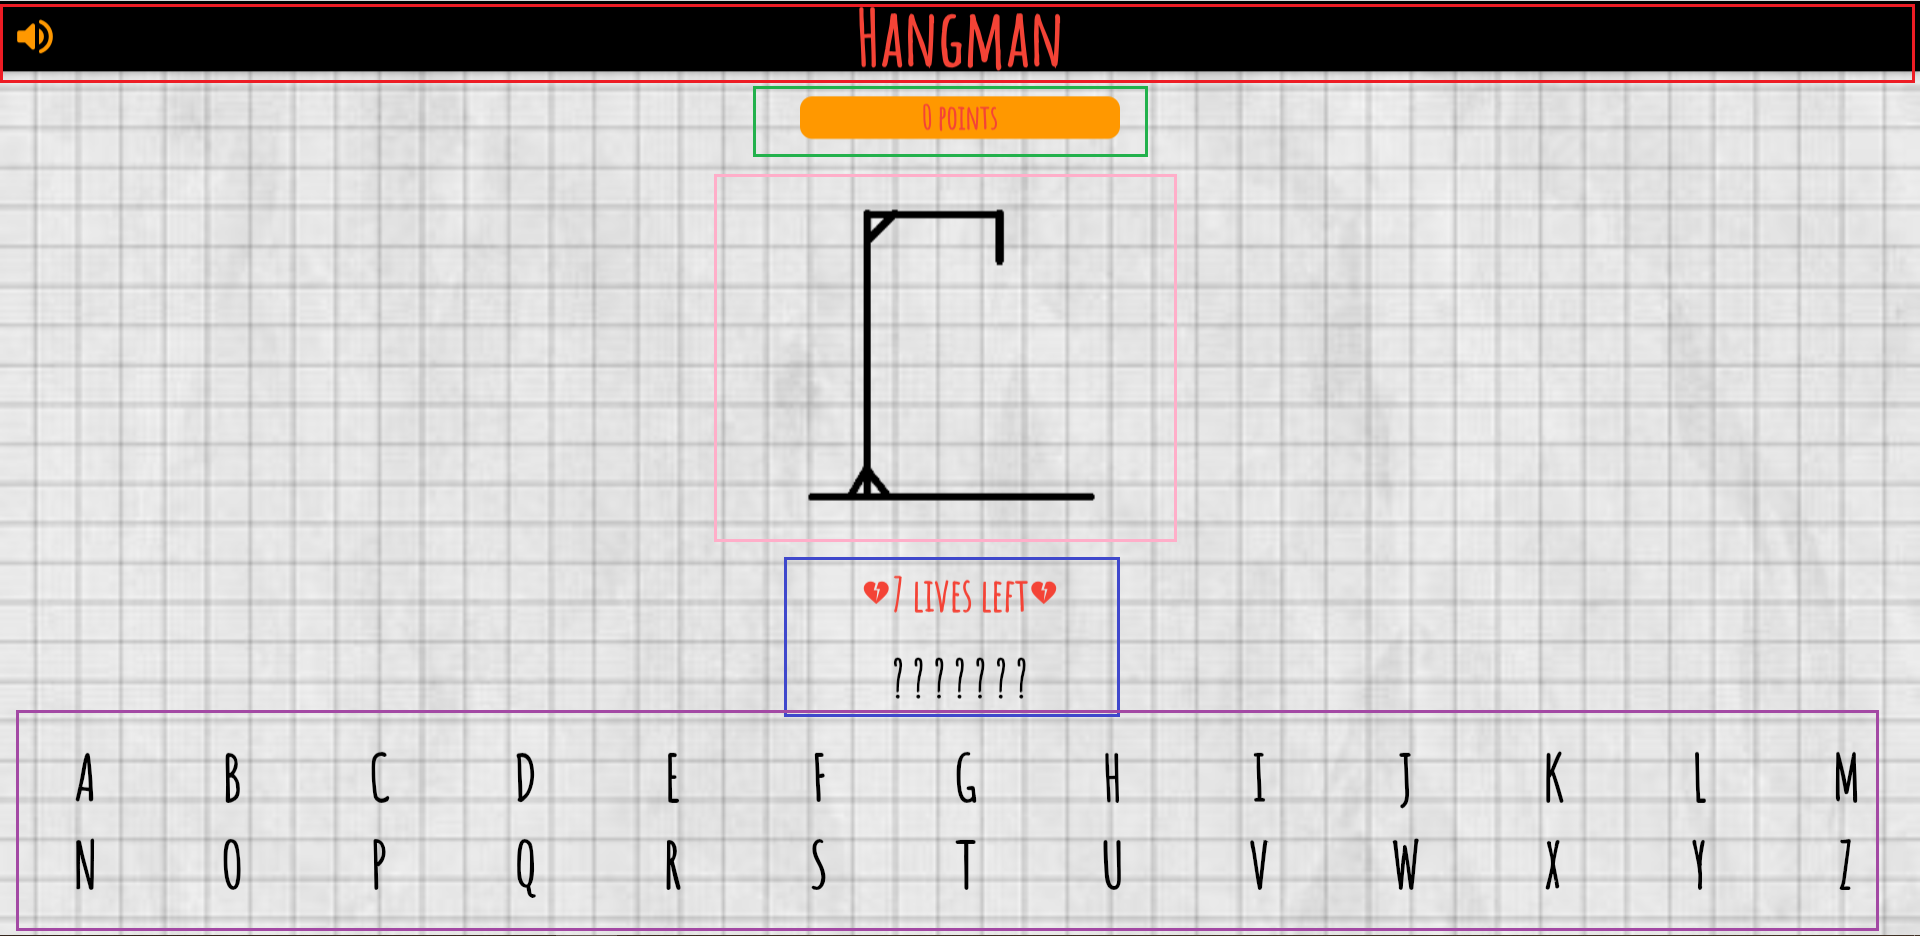 HANGMAN
0 POINTS
7 LIVES LEFT
? ? ? ? ? ? ?
A B C D E F G H I J K L M
N O P Q R S T U V W X Y Z